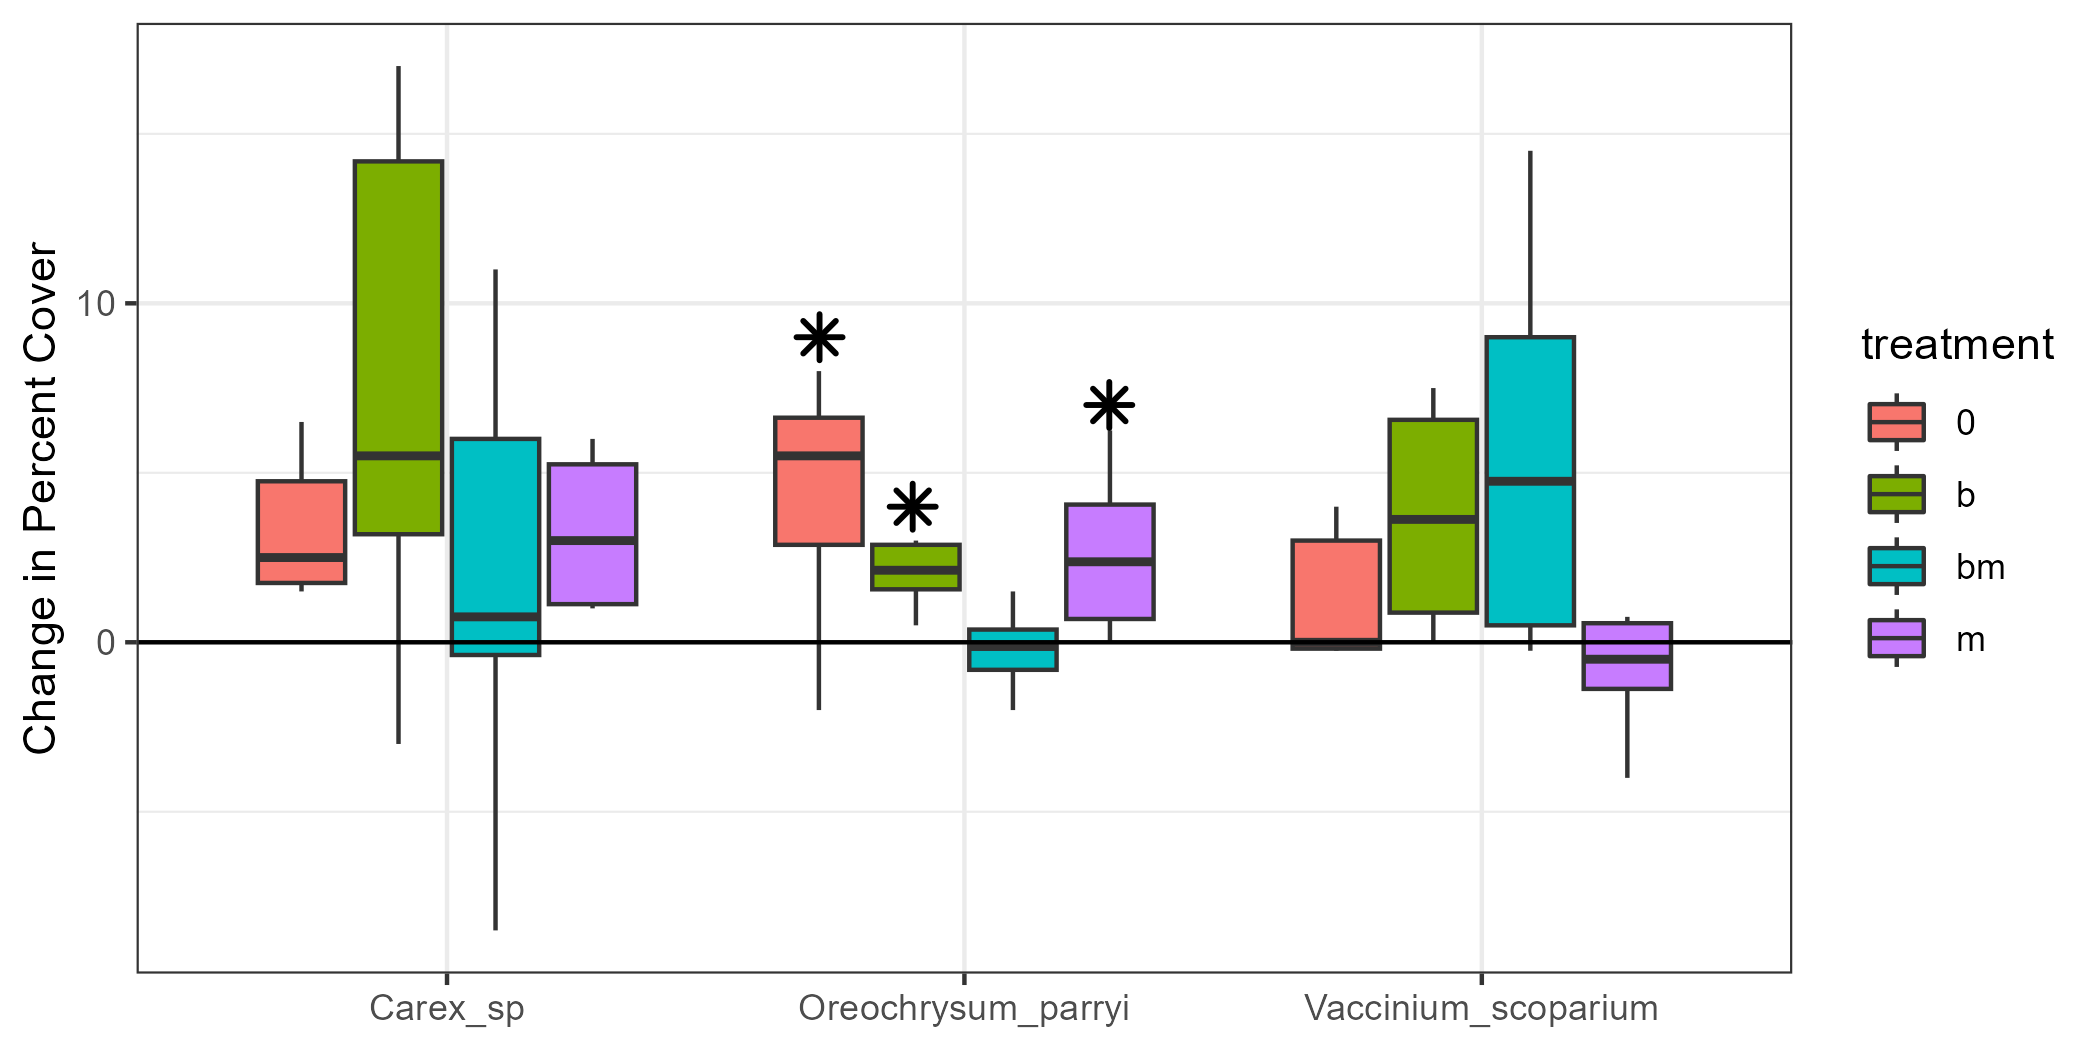 Change in Percent Cover
10
0
Carex_sp
Oreochrysum_parryi
Vaccinium_scoparium
treatment
0
b
bm
m